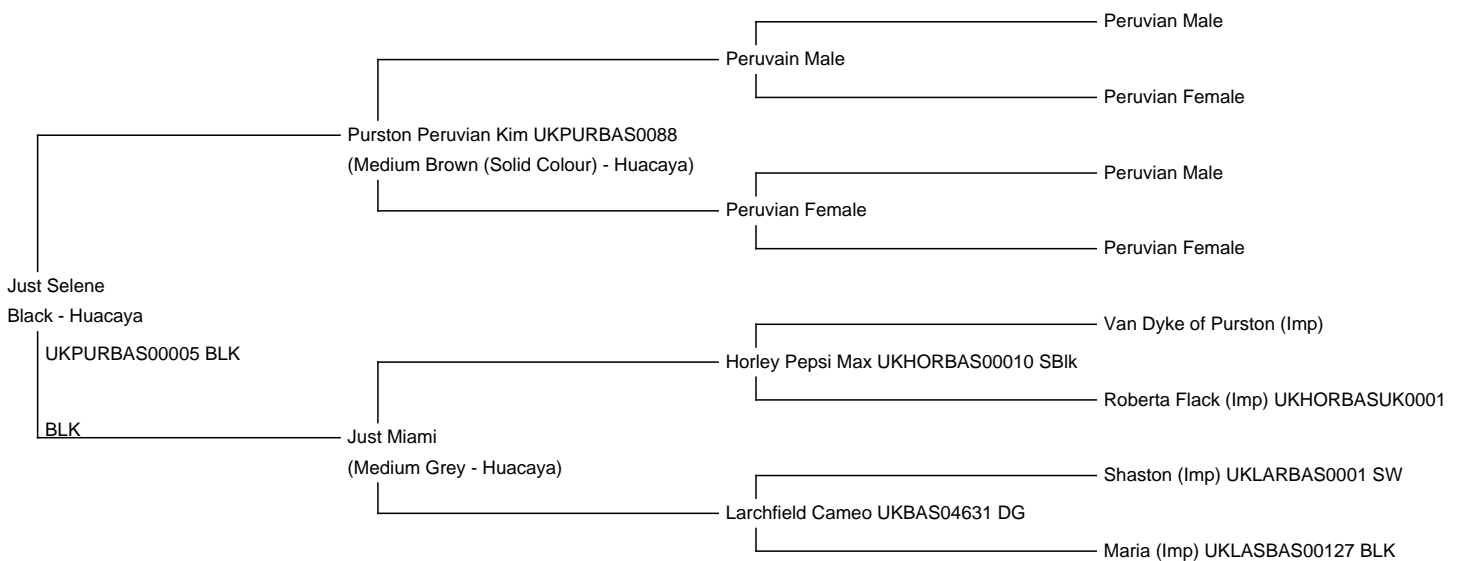 Peruvian Male
Peruvain Male
Peruvian Female
Purston Peruvian Kim UKPURBAS0088
(Medium Brown (Solid Colour) - Huacaya)
Peruvian Male
Peruvian Female
Peruvian Female
Just Selene
Black - Huacaya
UKPURBAS00005 BLK
BLK
Van Dyke of Purston (Imp)
Horley Pepsi Max UKHORBAS00010 SBlk
Roberta Flack (Imp) UKHORBASUK0001
Just Miami
(Medium Grey - Huacaya)
Shaston (Imp) UKLARBAS0001 SW
Larchfield Cameo UKBAS04631 DG
Maria (Imp) UKLASBAS00127 BLK